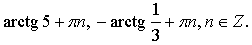 arctg 5 + πn, − arctg 1/3 + πn, n ∈ Z.